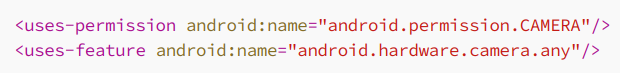 <uses-permission android:name="android.permission.CAMERA"/>
<uses-feature android:name="android.hardware.camera.any"/>